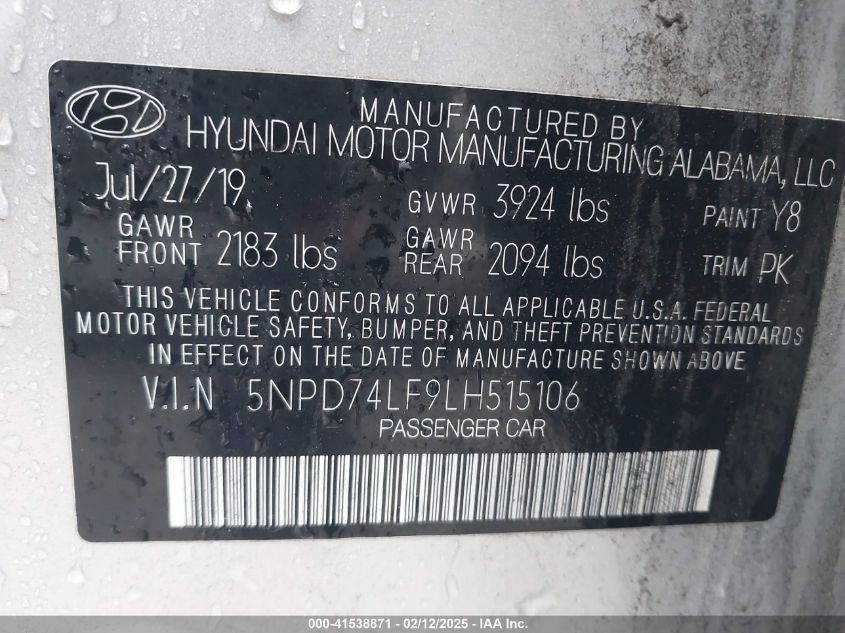 MANUFACTURED BY
HYUNDAI MOTOR MANUFACTURING ALABAMA, LLC
Jul/27/19 GVWR 3924 lbs PAINT Y8
GAWR FRONT 2183 lbs GAWR REAR 2094 lbs TRIM PK
THIS VEHICLE CONFORMS TO ALL APPLICABLE U.S.A. FEDERAL
MOTOR VEHICLE SAFETY, BUMPER, AND THEFT PREVENTION STANDARDS
IN EFFECT ON THE DATE OF MANUFACTURE SHOWN ABOVE
V.I.N 5NPD74LF9LH515106
PASSENGER CAR
000-41538871 - 02/12/2025 - IAA Inc.